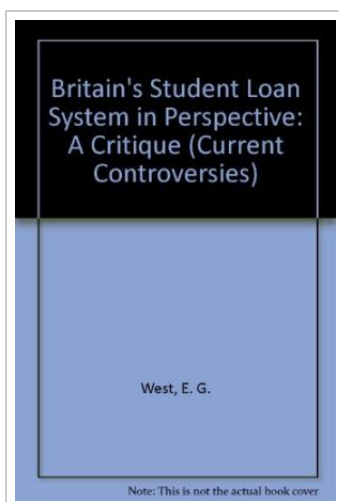 Britain's Student Loan
System in Perspective:
A Critique (Current
Controversies)
West, E. G.
Note: This is not the actual book cover